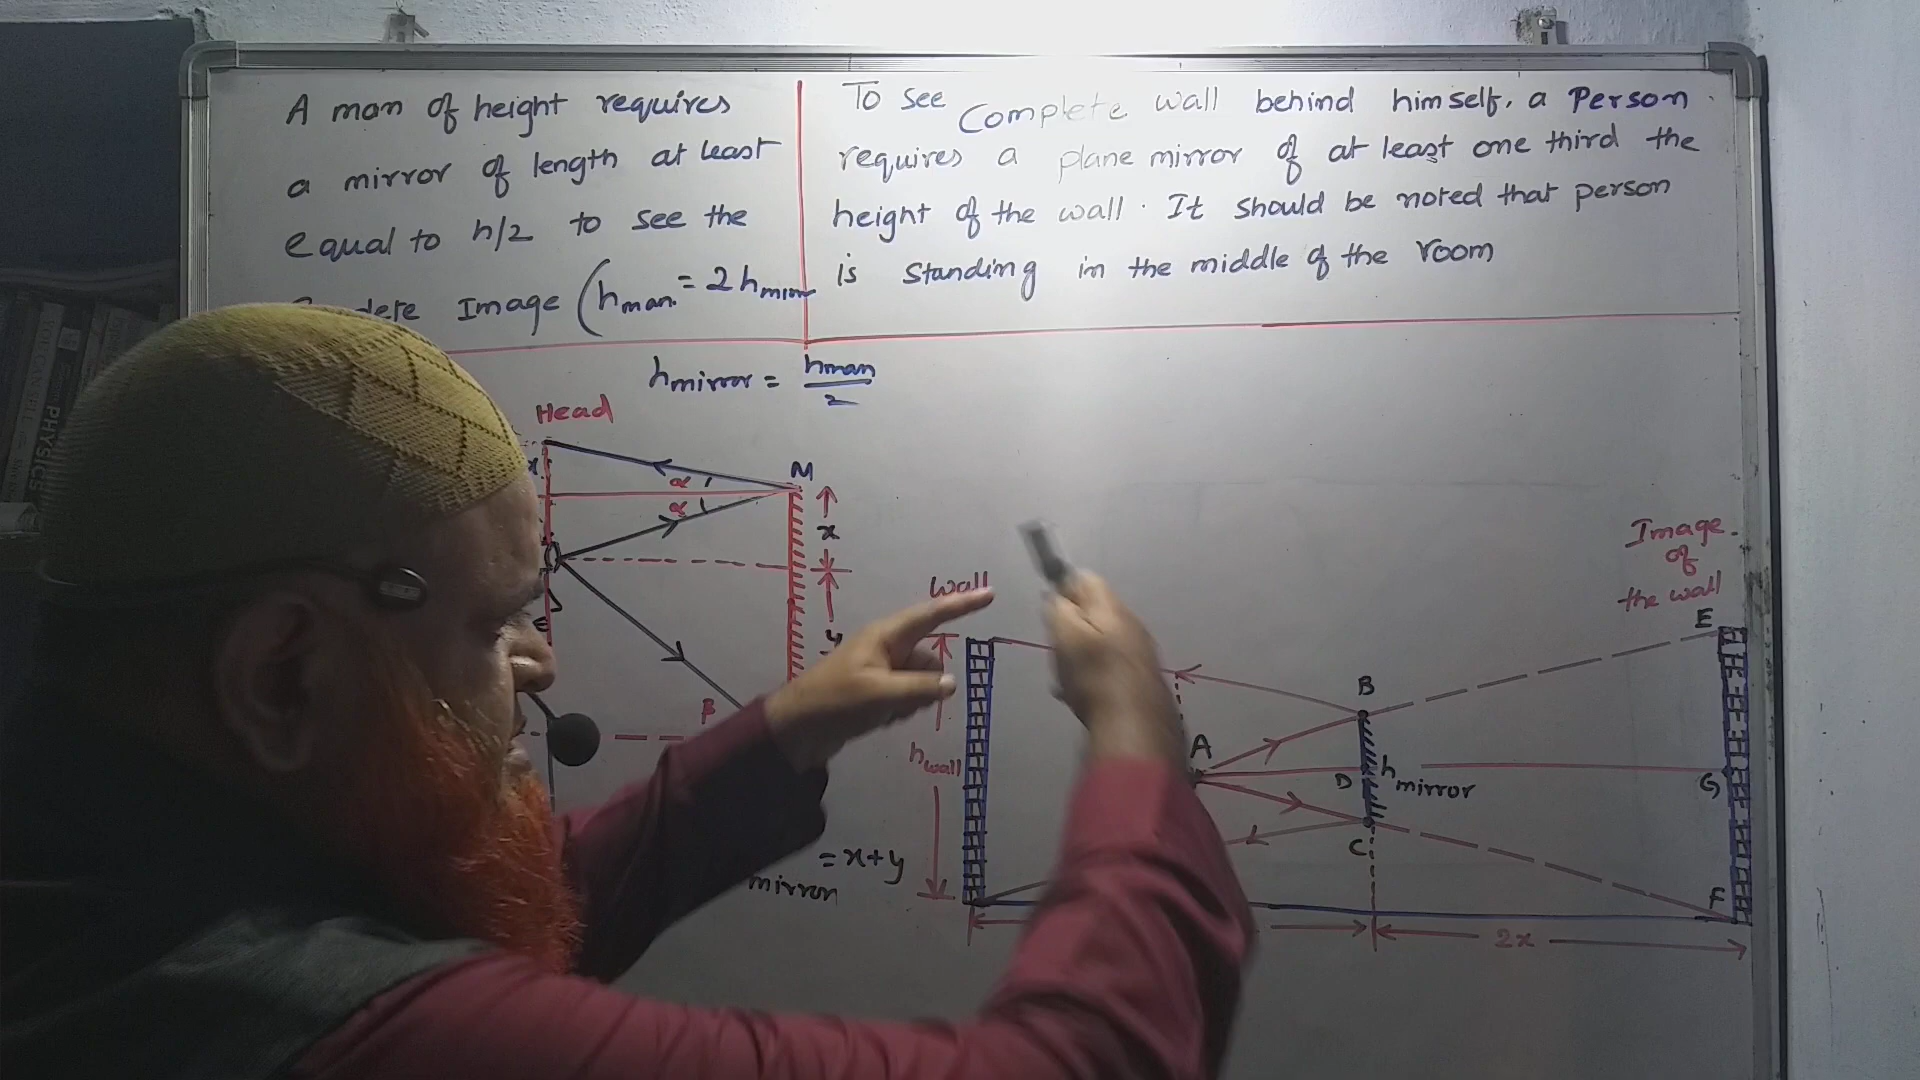 A man of height requires
a mirror of length at least
equal to h/2 to see the
Image (hman = 2hmirror
To see Complete wall behind himself, a Person
requires a plane mirror of at least one third the
height of the wall. It should be noted that person
is standing in the middle of the room
hmirror = hman
2
Head
M
x
α
α
x
y
β
= x+y
mirror
wall
hwall
A
B
D
hmirror
C
Image
of
the wall
E
G
F
2x
PHYSICS